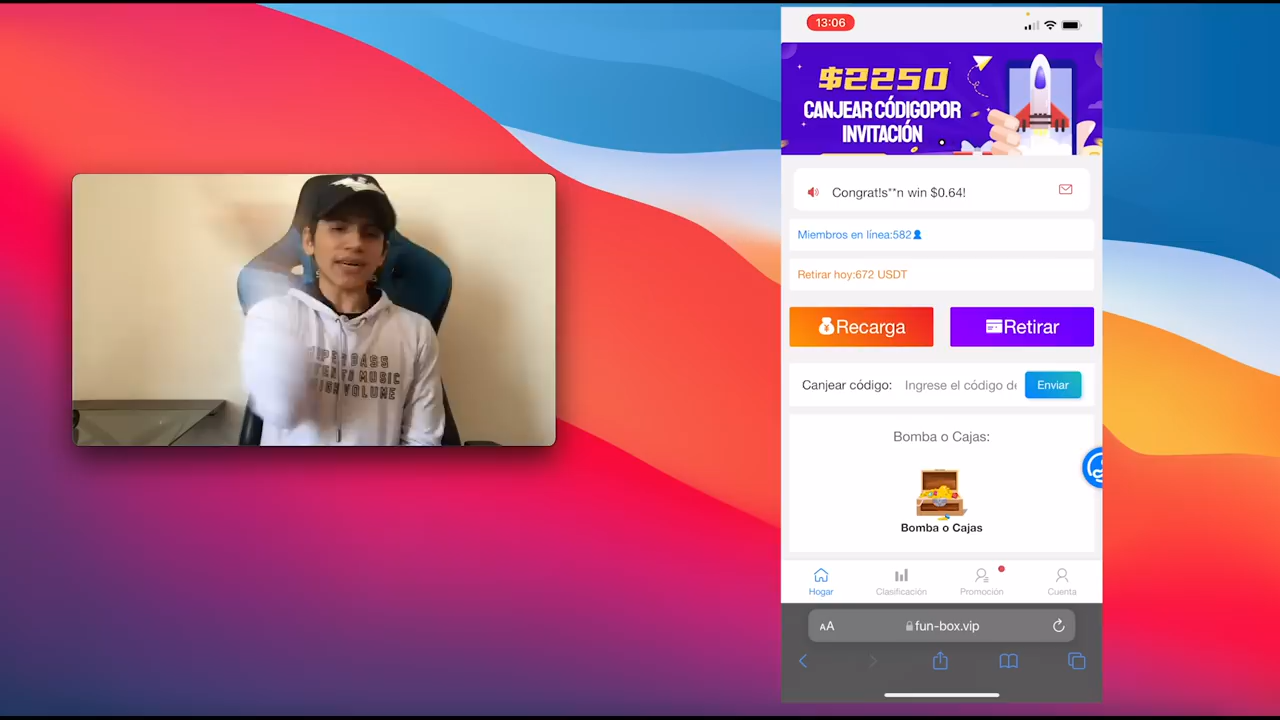 13:06
$2250
CANJEAR CÓDIGOPOR
INVITACIÓN
Congrat!s**n win $0.64!
Miembros en línea:582
Retirar hoy:672 USDT
Recarga
Retirar
Canjear código:
Ingrese el código de
Enviar
Bomba o Cajas:
Bomba o Cajas
Hogar
Clasificación
Promoción
Cuenta
AA
fun-box.vip
MUSIC
VOLUME